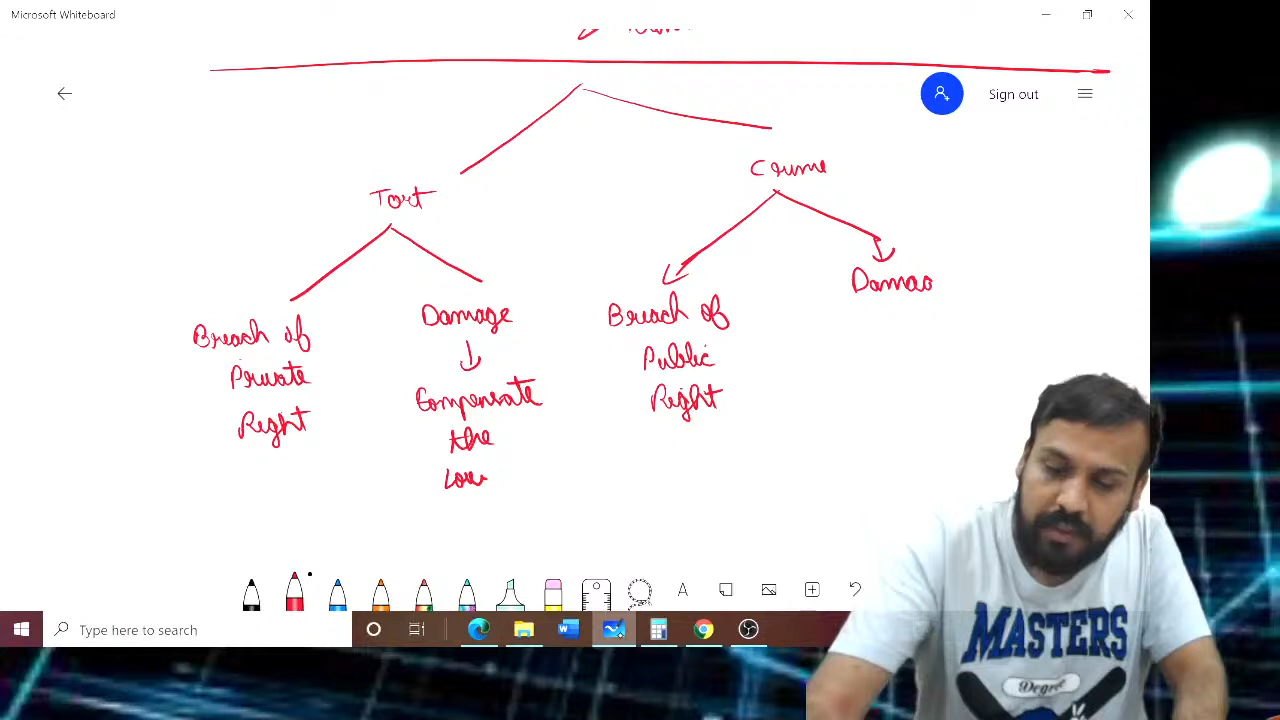 Microsoft Whiteboard
Sign out
Tort
Crime
Breach of
Private
Right
Damage
Compensate
the
Loss
Breach of
Public
Right
Damag
A
Type here to search
MASTERS
Degree